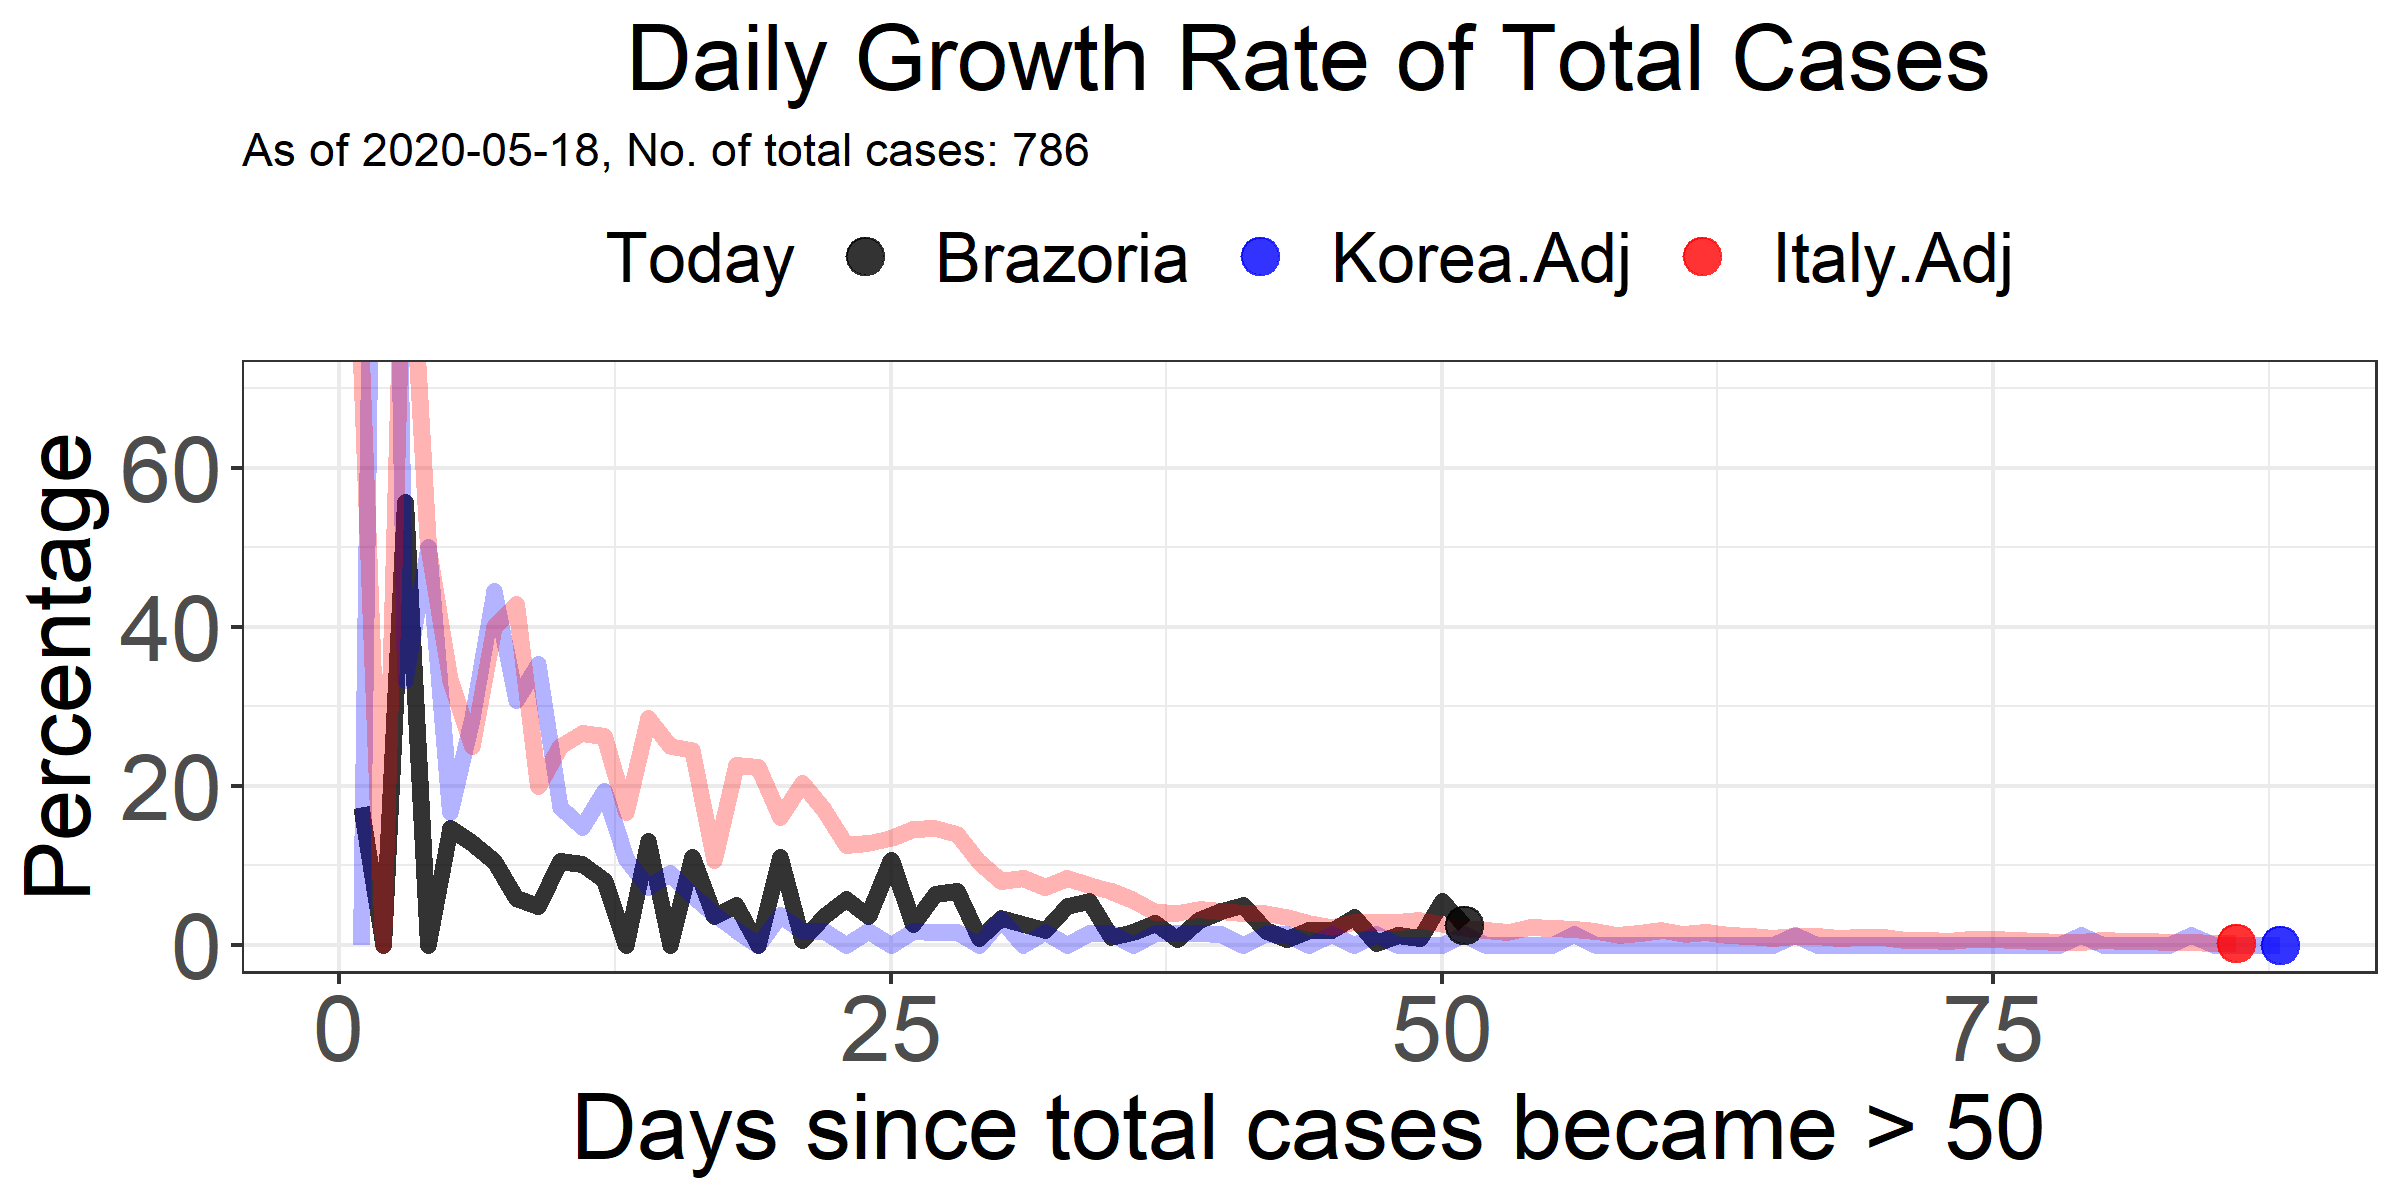 Daily Growth Rate of Total Cases
As of 2020-05-18, No. of total cases: 786
Today Brazoria Korea.Adj Italy.Adj
Percentage
60
40
20
0
0 25 50 75
Days since total cases became > 50